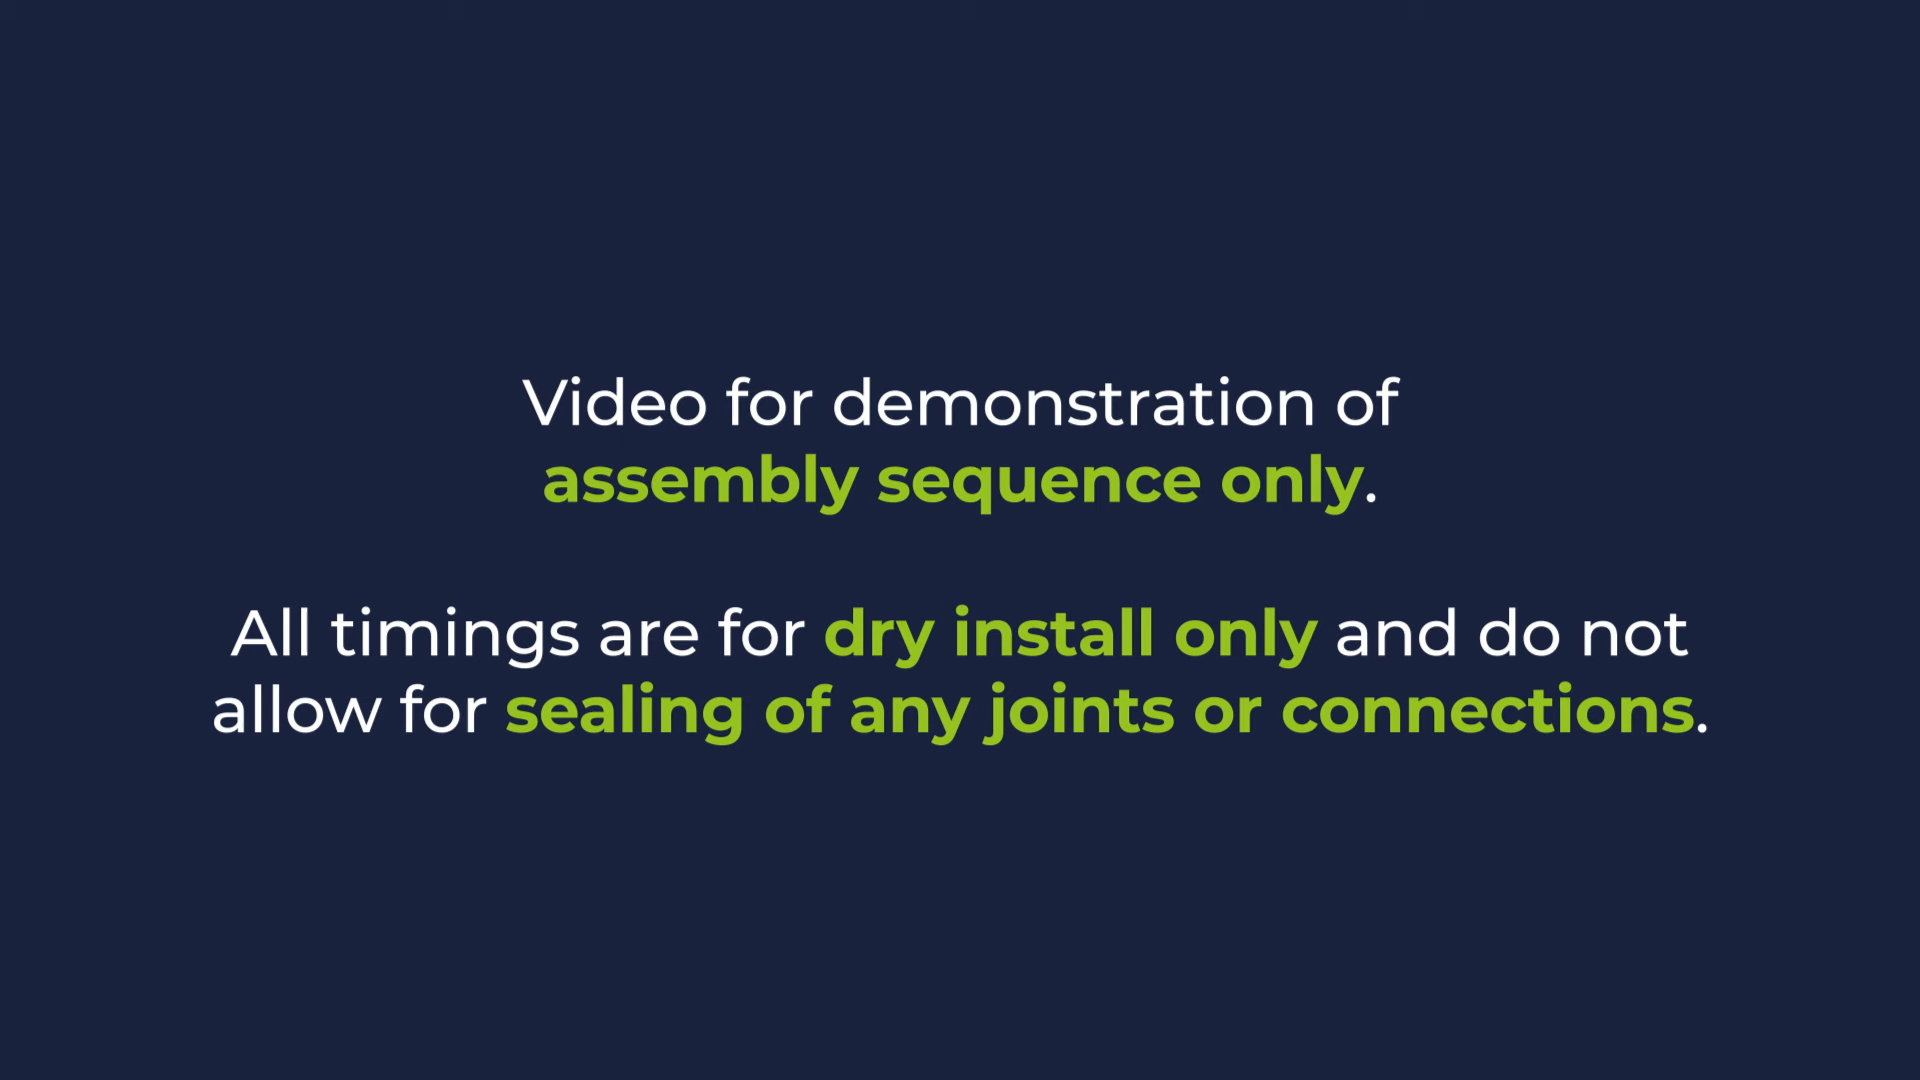 Video for demonstration of
assembly sequence only.
All timings are for dry install only and do not
allow for sealing of any joints or connections.